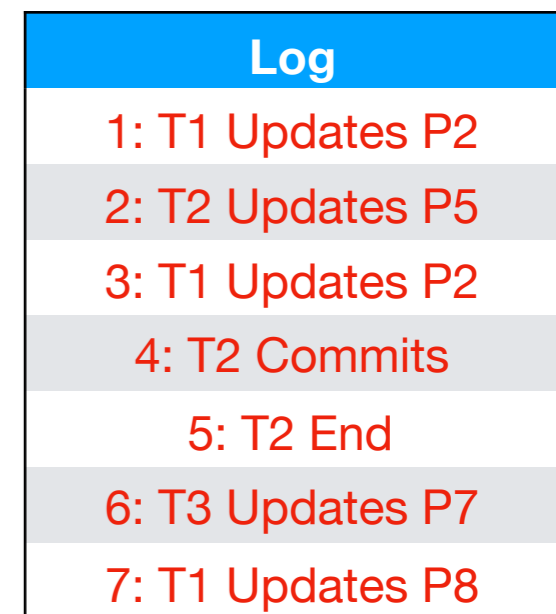 Log
1: T1 Updates P2
2: T2 Updates P5
3: T1 Updates P2
4: T2 Commits
5: T2 End
6: T3 Updates P7
7: T1 Updates P8